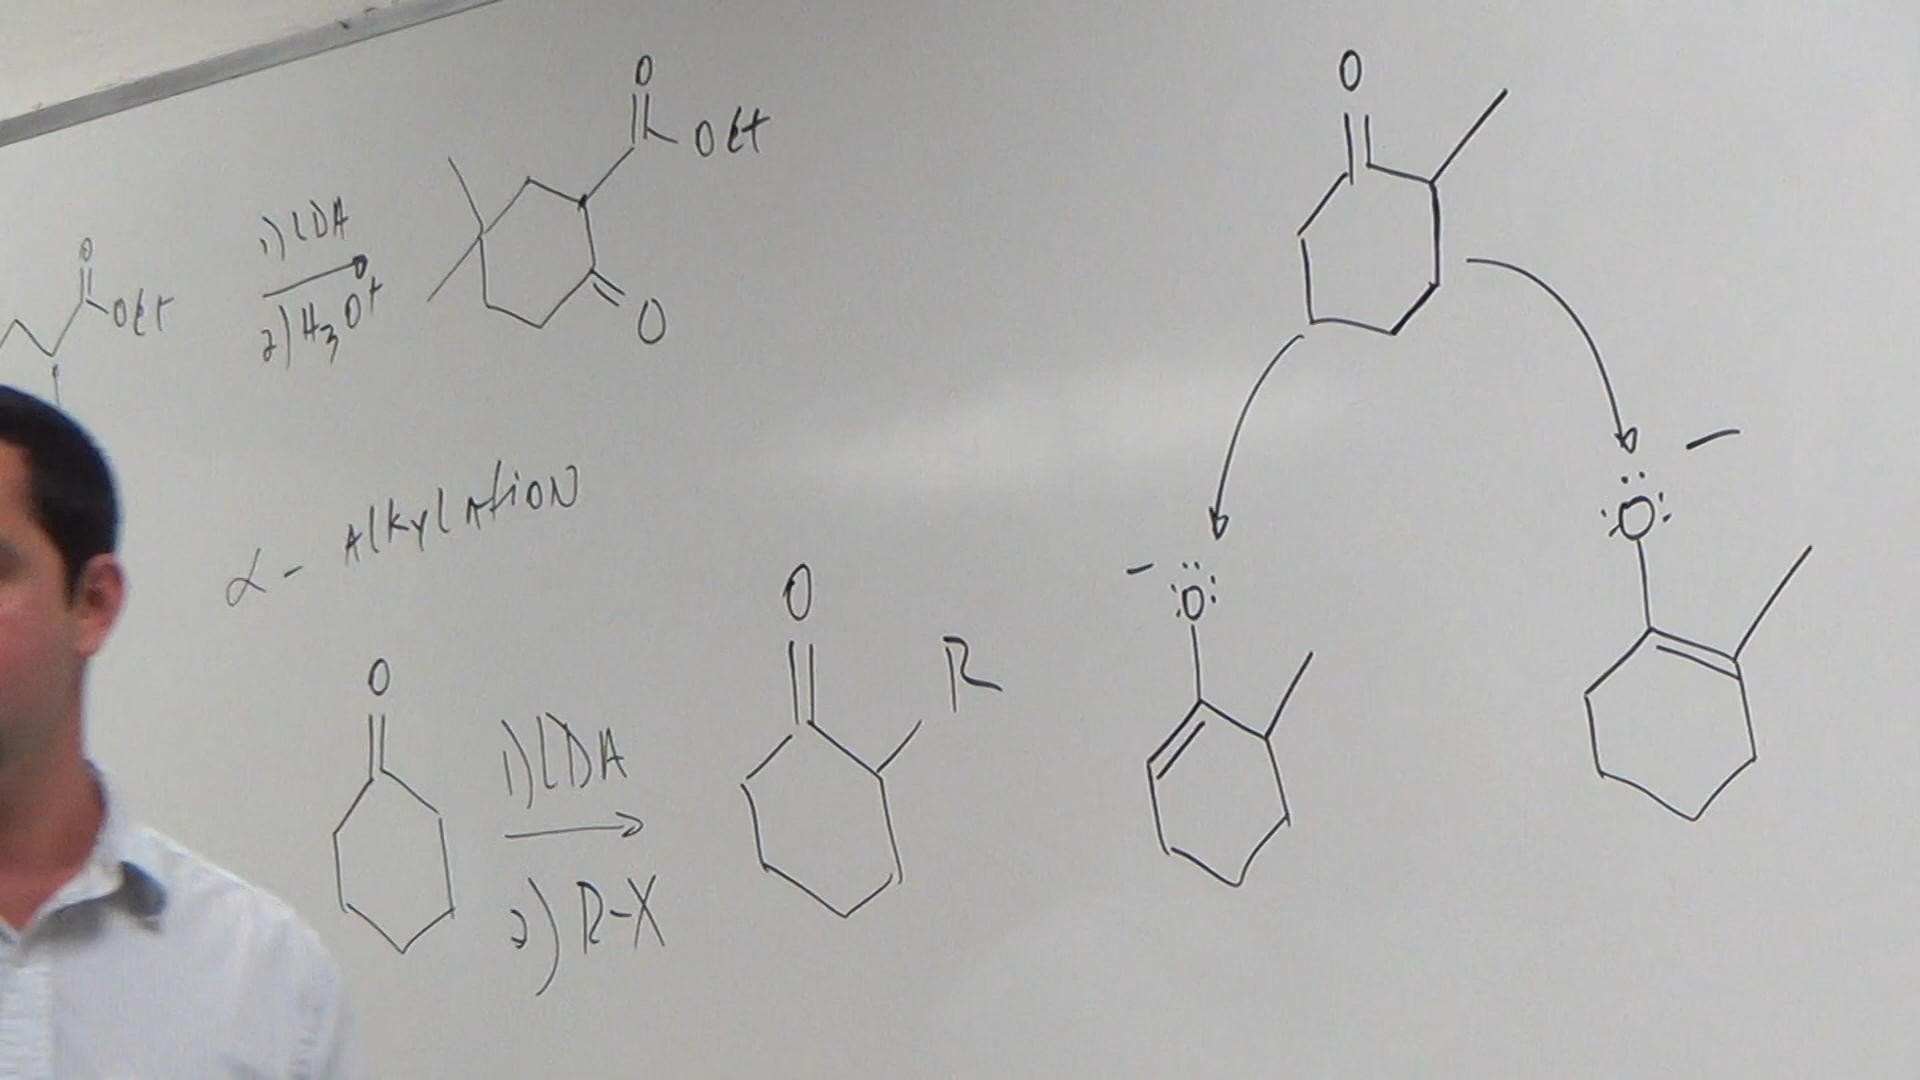 O
OEt
O
OEt
1) LDA
2) H3O+
O
O
α- Alkylation
O
1) LDA
2) R-X
O
R
- :O:
:O: -